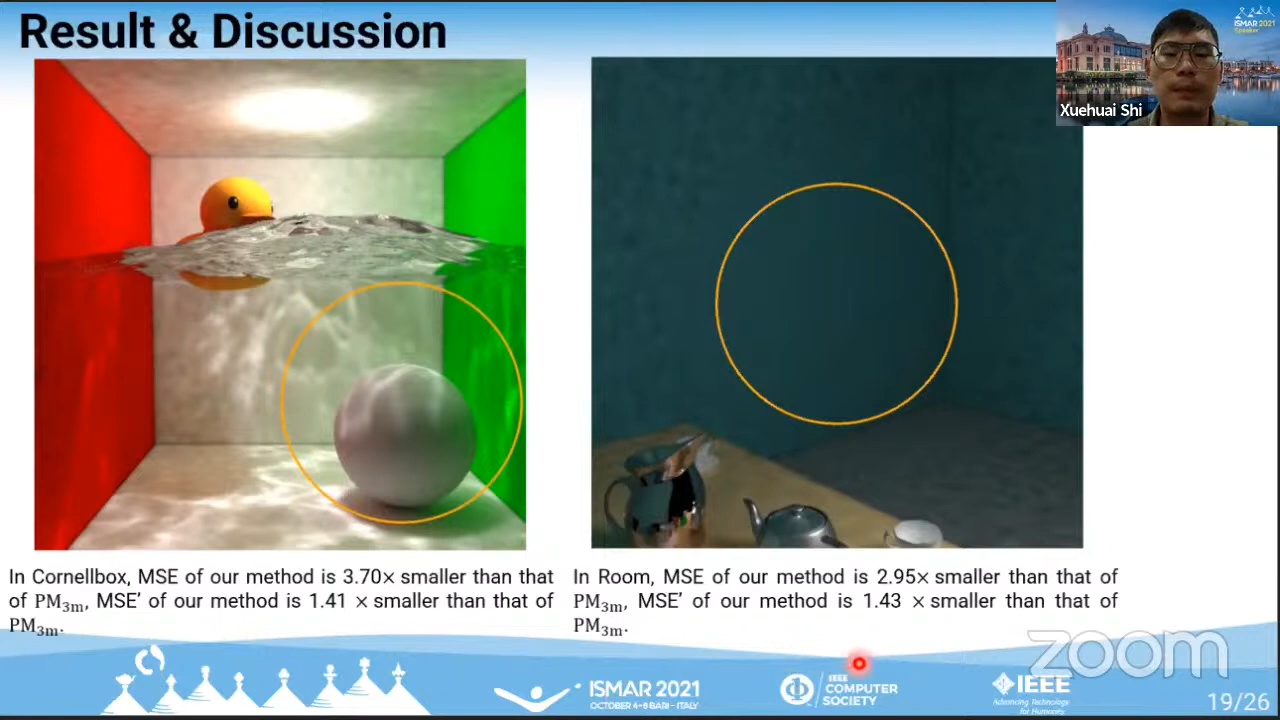 Result & Discussion
ISMAR 2021
Speaker
Xuehuai Shi
In Cornellbox, MSE of our method is 3.70× smaller than that
of PM3m, MSE' of our method is 1.41 × smaller than that of
PM3m.
In Room, MSE of our method is 2.95× smaller than that of
PM3m, MSE' of our method is 1.43 × smaller than that of
PM3m.
zoom
ISMAR 2021
OCTOBER 4-8 BARI - ITALY
IEEE
COMPUTER
SOCIETY
IEEE
Advancing Technology
for Humanity
19/26